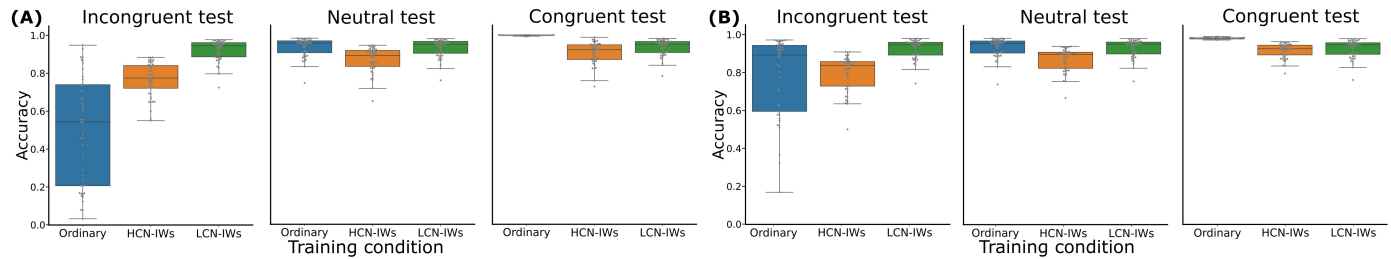 (A) Incongruent test Neutral test Congruent test
Accuracy
1.0
0.8
0.6
0.4
0.2
0.0
Ordinary HCN-IWs LCN-IWs Ordinary HCN-IWs LCN-IWs Ordinary HCN-IWs LCN-IWs
Training condition
(B) Incongruent test Neutral test Congruent test
Accuracy
1.0
0.8
0.6
0.4
0.2
0.0
Ordinary HCN-IWs LCN-IWs Ordinary HCN-IWs LCN-IWs Ordinary HCN-IWs LCN-IWs
Training condition